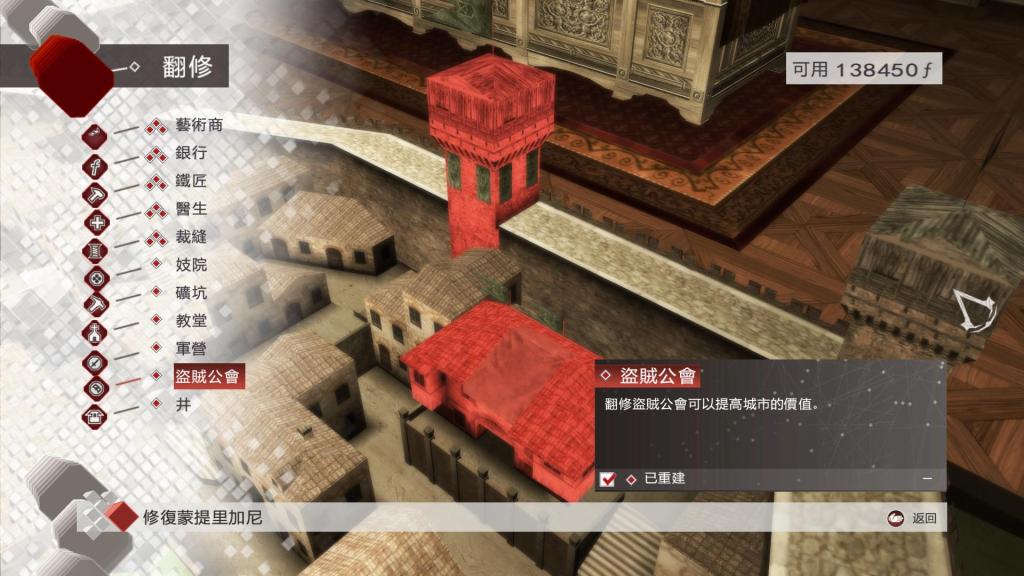 翻修
可用 138450ƒ
藝術商
銀行
鐵匠
醫生
裁縫
妓院
礦坑
教堂
軍營
盜賊公會
井
盜賊公會
翻修盜賊公會可以提高城市的價值。
已重建 –
修復蒙提里加尼
返回